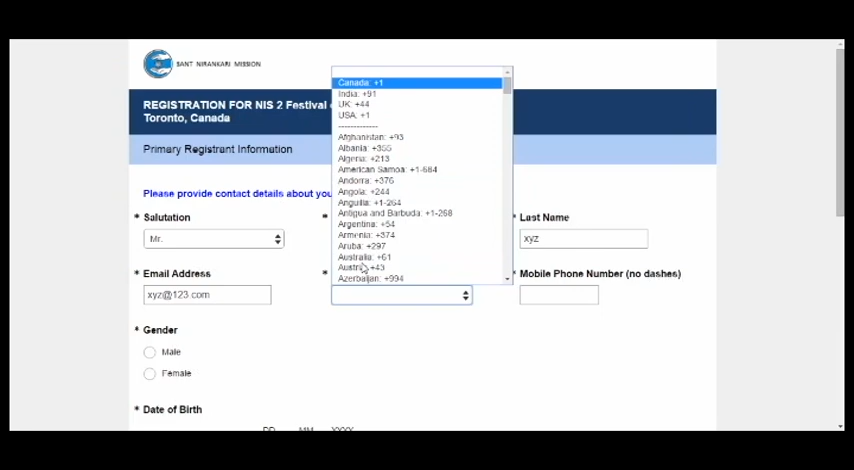 SANT NIRANKARI MISSION
REGISTRATION FOR NIS 2 Festival
Toronto, Canada
Primary Registrant Information
Please provide contact details about you
* Salutation
Mr.
*
* Last Name
xyz
* Email Address
xyz@123.com
*
* Mobile Phone Number (no dashes)
Canada: +1
India: +91
UK: +44
USA: +1
-------------
Afghanistan: +93
Albania: +355
Algeria: +213
American Samoa: +1-684
Andorra: +376
Angola: +244
Anguilla: +1-264
Antigua and Barbuda: +1-268
Argentina: +54
Armenia: +374
Aruba: +297
Australia: +61
Austria: +43
Azerbaijan: +994
* Gender
Male
Female
* Date of Birth
DD MM YYYY